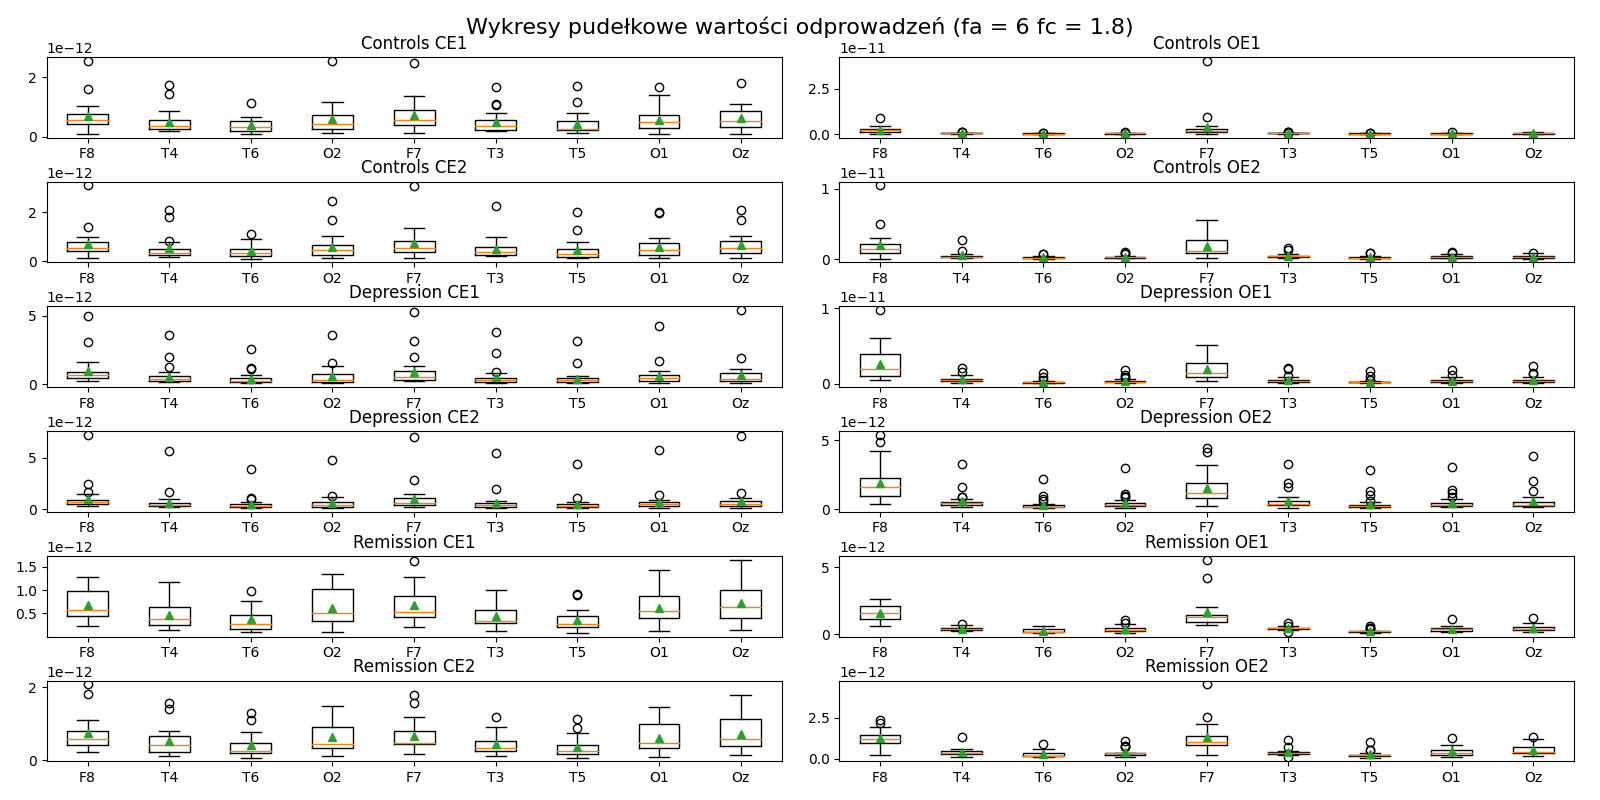 Wykresy pudełkowe wartości odprowadzeń (fa = 6 fc = 1.8)
Controls CE1
1e−12
2
0
F8 T4 T6 O2 F7 T3 T5 O1 Oz
Controls OE1
1e−11
2.5
0.0
F8 T4 T6 O2 F7 T3 T5 O1 Oz
Controls CE2
1e−12
2
0
F8 T4 T6 O2 F7 T3 T5 O1 Oz
Controls OE2
1e−11
1
0
F8 T4 T6 O2 F7 T3 T5 O1 Oz
Depression CE1
1e−12
5
0
F8 T4 T6 O2 F7 T3 T5 O1 Oz
Depression OE1
1e−11
1
0
F8 T4 T6 O2 F7 T3 T5 O1 Oz
Depression CE2
1e−12
5
0
F8 T4 T6 O2 F7 T3 T5 O1 Oz
Depression OE2
1e−12
5
0
F8 T4 T6 O2 F7 T3 T5 O1 Oz
Remission CE1
1e−12
1.5
1.0
0.5
F8 T4 T6 O2 F7 T3 T5 O1 Oz
Remission OE1
1e−12
5
0
F8 T4 T6 O2 F7 T3 T5 O1 Oz
Remission CE2
1e−12
2
0
F8 T4 T6 O2 F7 T3 T5 O1 Oz
Remission OE2
1e−12
2.5
0.0
F8 T4 T6 O2 F7 T3 T5 O1 Oz